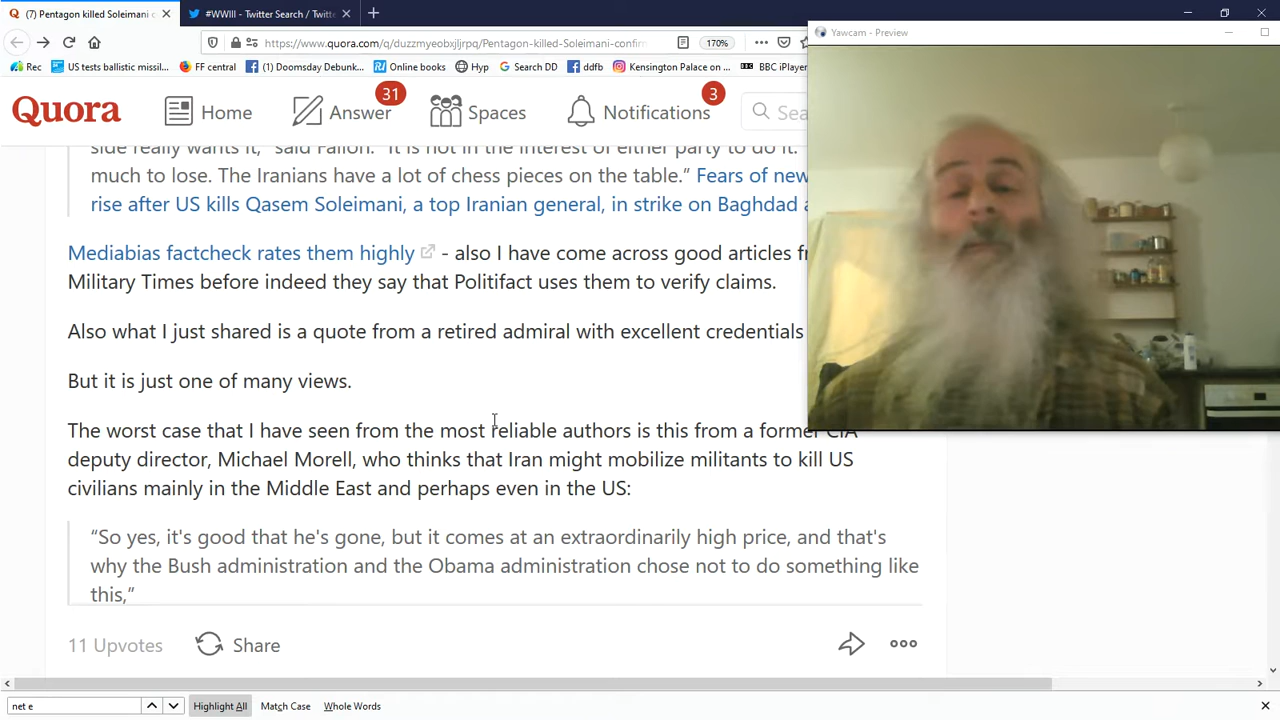 (7) Pentagon killed Soleimani c
#WWIII - Twitter Search / Twitte
https://www.quora.com/q/duzzmyeobxjljrpq/Pentagon-killed-Soleimani-confirm
170%
Rec
US tests ballistic missil...
FF central
(1) Doomsday Debunk...
Online books
Hyp
Search DD
ddfb
Kensington Palace on ...
BBC iPlayer
Yawcam - Preview
Quora
Home
31
Answer
Spaces
3
Notifications
Sea
side really wants it," said Fallon. "It is not in the interest of either party to do it.
much to lose. The Iranians have a lot of chess pieces on the table.” Fears of new
rise after US kills Qasem Soleimani, a top Iranian general, in strike on Baghdad a
Mediabias factcheck rates them highly - also I have come across good articles fr
Military Times before indeed they say that Politifact uses them to verify claims.
Also what I just shared is a quote from a retired admiral with excellent credentials
But it is just one of many views.
The worst case that I have seen from the most reliable authors is this from a former CIA
deputy director, Michael Morell, who thinks that Iran might mobilize militants to kill US
civilians mainly in the Middle East and perhaps even in the US:
“So yes, it's good that he's gone, but it comes at an extraordinarily high price, and that's
why the Bush administration and the Obama administration chose not to do something like
this,”
11 Upvotes
Share
net e
Highlight All
Match Case
Whole Words